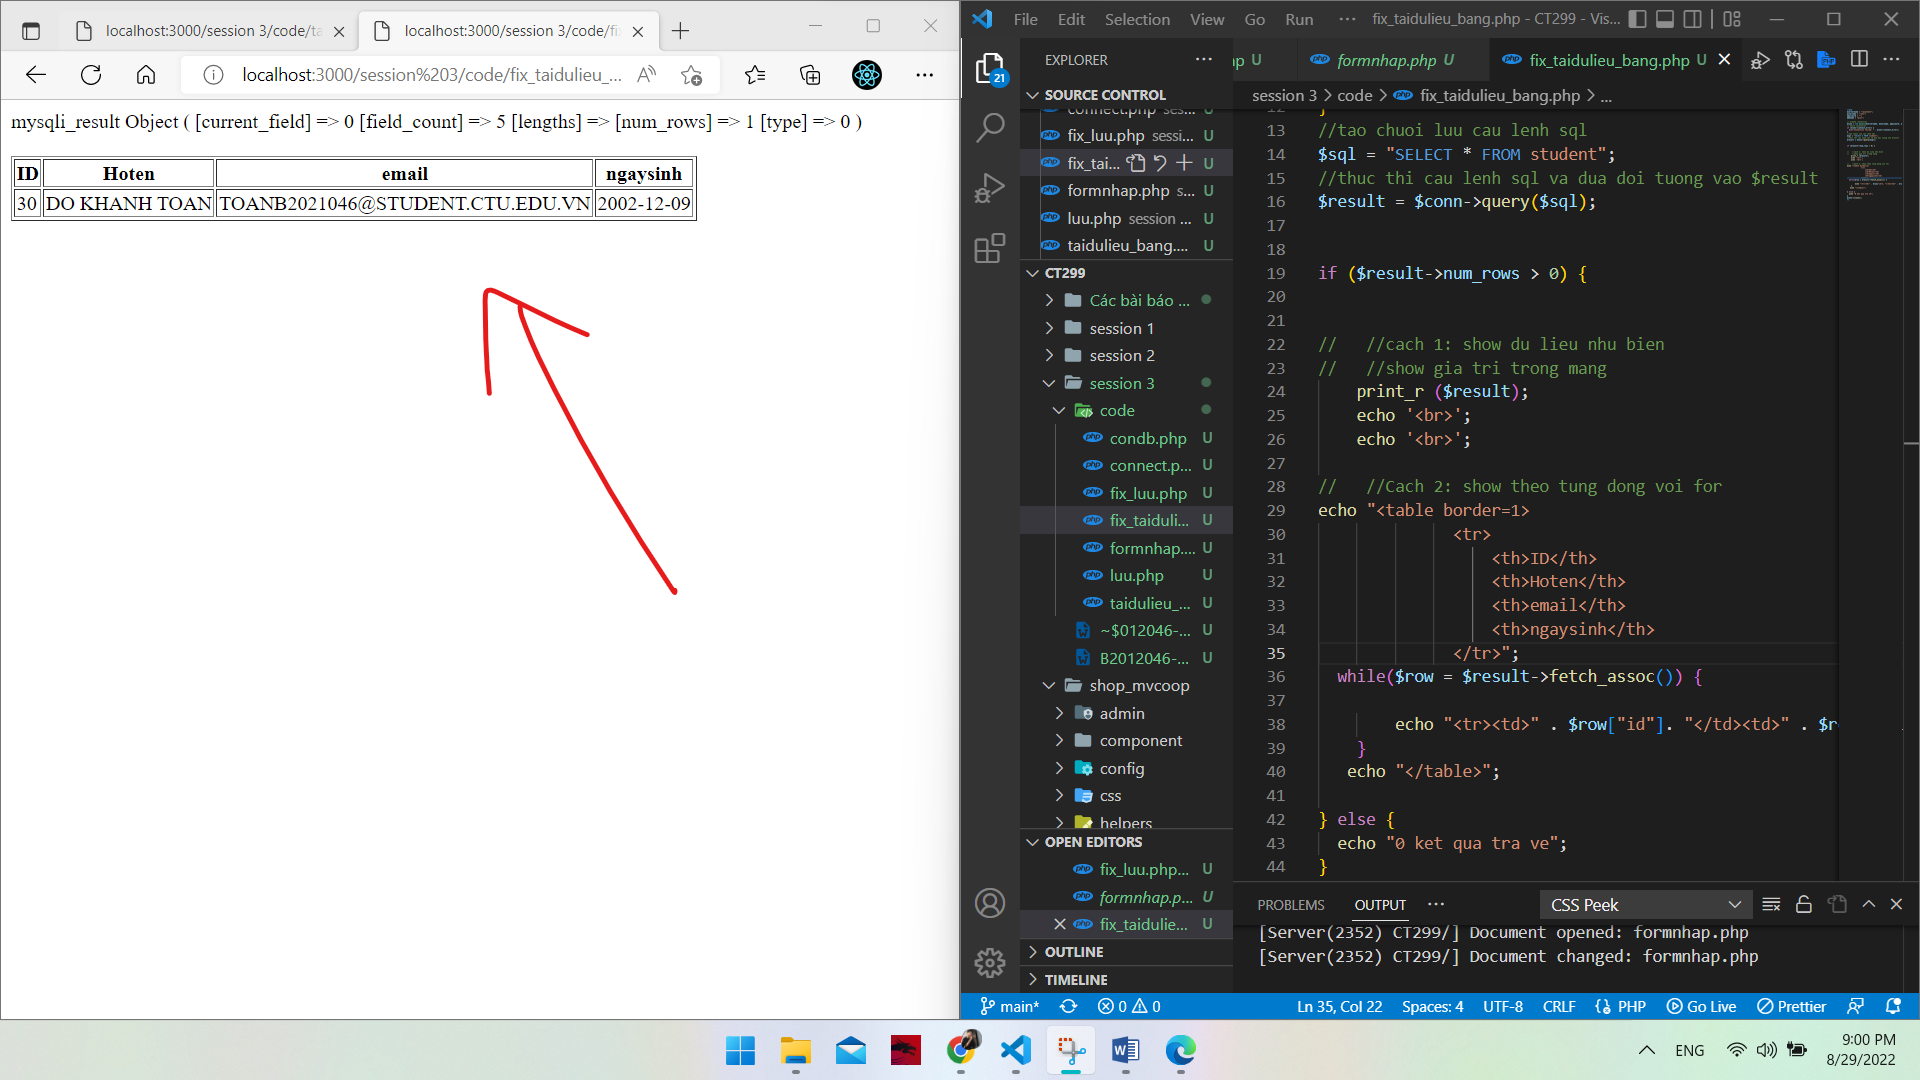 localhost:3000/session 3/code/ta
localhost:3000/session 3/code/fi
localhost:3000/session%203/code/fix_taidulieu_...
mysqli_result Object ( [current_field] => 0 [field_count] => 5 [lengths] => [num_rows] => 1 [type] => 0 )
ID Hoten email ngaysinh
30 DO KHANH TOAN TOANB2021046@STUDENT.CTU.EDU.VN 2002-12-09
File Edit Selection View Go Run ··· fix_taidulieu_bang.php - CT299 - Vis...
EXPLORER ···
SOURCE CONTROL
connect.php session ...
fix_luu.php sessi...
fix_tai... U
formnhap.php s... U
luu.php session ... U
taidulieu_bang.... U
CT299
Các bài báo ...
session 1
session 2
session 3
code
condb.php U
connect.p... U
fix_luu.php U
fix_taiduli... U
formnhap.... U
luu.php U
taidulieu_... U
~$012046-... U
B2012046-... U
shop_mvcoop
admin
component
config
css
helpers
OPEN EDITORS
fix_luu.php... U
formnhap.p... U
fix_taidulie... U
OUTLINE
TIMELINE
np U formnhap.php U fix_taidulieu_bang.php U
session 3 > code > fix_taidulieu_bang.php > ...
12 }
13 //tao chuoi luu cau lenh sql
14 $sql = "SELECT * FROM student";
15 //thuc thi cau lenh sql va dua doi tuong vao $result
16 $result = $conn->query($sql);
17
18
19 if ($result->num_rows > 0) {
20
21
22 // //cach 1: show du lieu nhu bien
23 // //show gia tri trong mang
24 print_r ($result);
25 echo '<br>';
26 echo '<br>';
27
28 // //Cach 2: show theo tung dong voi for
29 echo "<table border=1>
30 <tr>
31 <th>ID</th>
32 <th>Hoten</th>
33 <th>email</th>
34 <th>ngaysinh</th>
35 </tr>";
36 while($row = $result->fetch_assoc()) {
37
38 echo "<tr><td>" . $row["id"]. "</td><td>" . $r
39 }
40 echo "</table>";
41
42 } else {
43 echo "0 ket qua tra ve";
44 }
PROBLEMS OUTPUT ··· CSS Peek
[Server(2352) CT299/] Document opened: formnhap.php
[Server(2352) CT299/] Document changed: formnhap.php
main* 0 0 Ln 35, Col 22 Spaces: 4 UTF-8 CRLF PHP Go Live Prettier
ENG 9:00 PM
8/29/2022